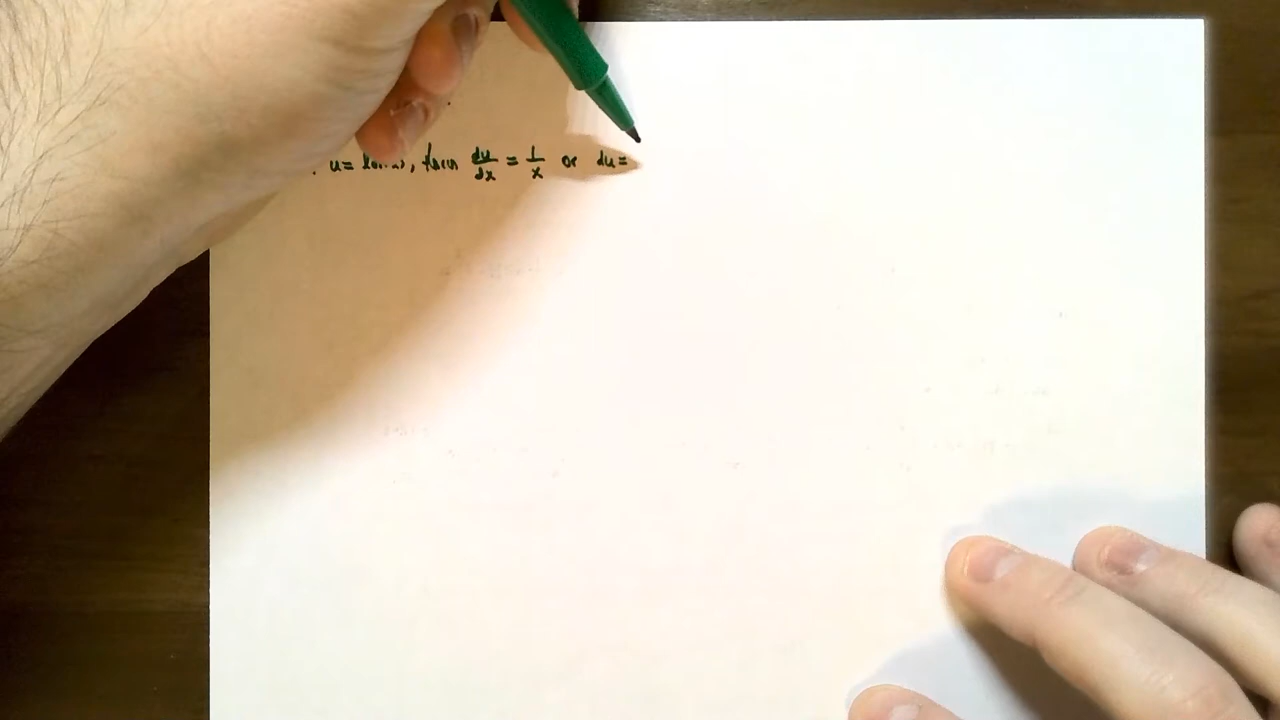 u= ln(x), then du/dx = 1/x or du=